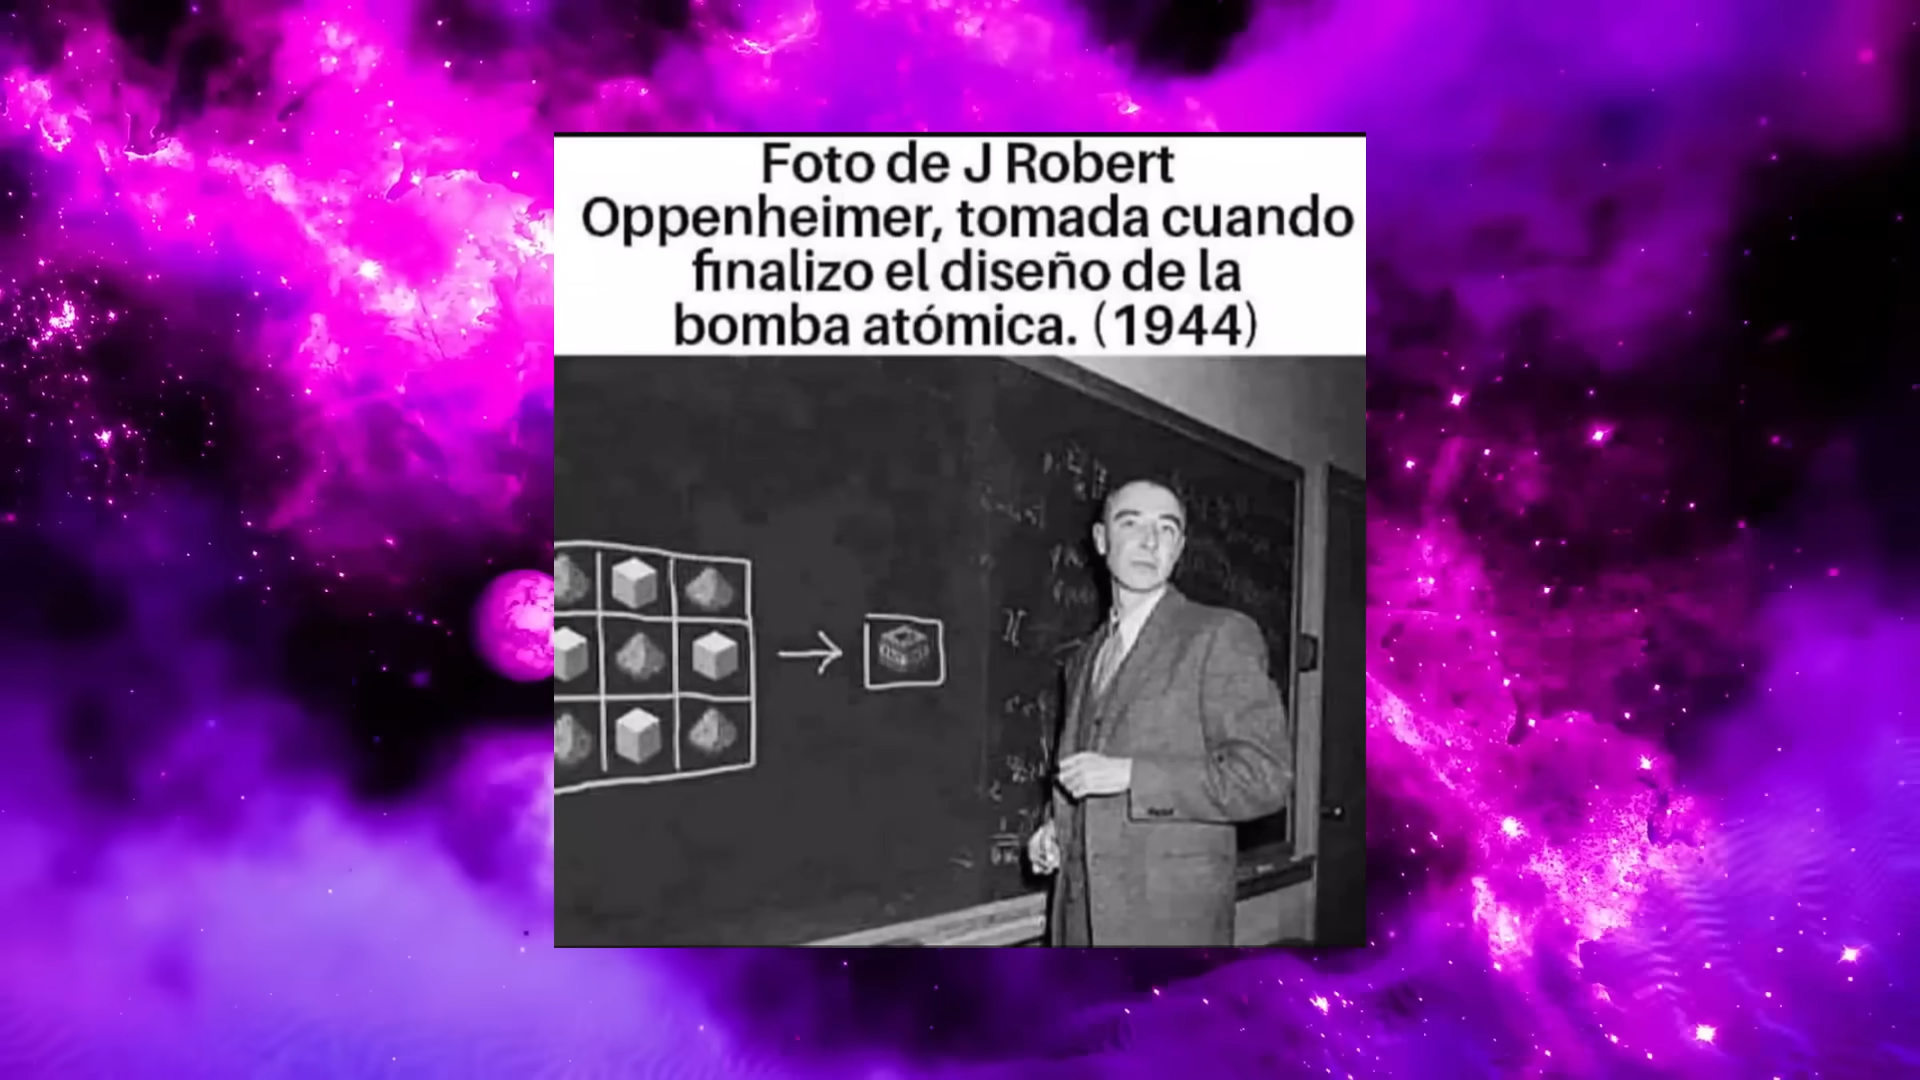 Foto de J Robert
Oppenheimer, tomada cuando
finalizo el diseño de la
bomba atómica. (1944)